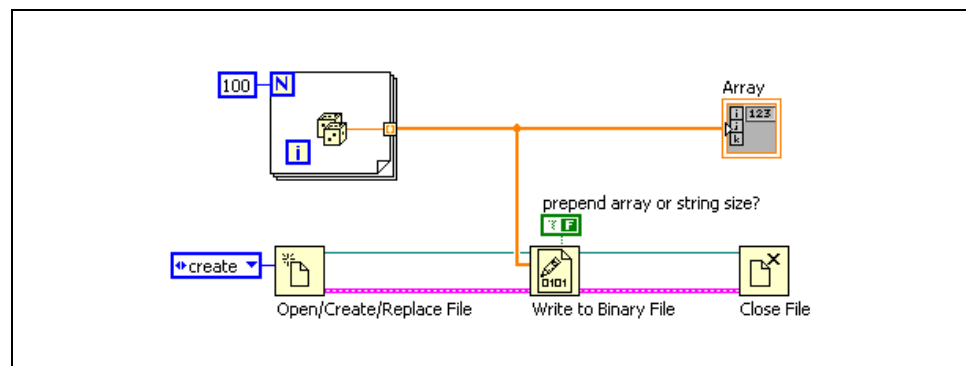 100
N
i
Array
i
j
k
123
prepend array or string size?
F
create
0101
Open/Create/Replace File
Write to Binary File
Close File